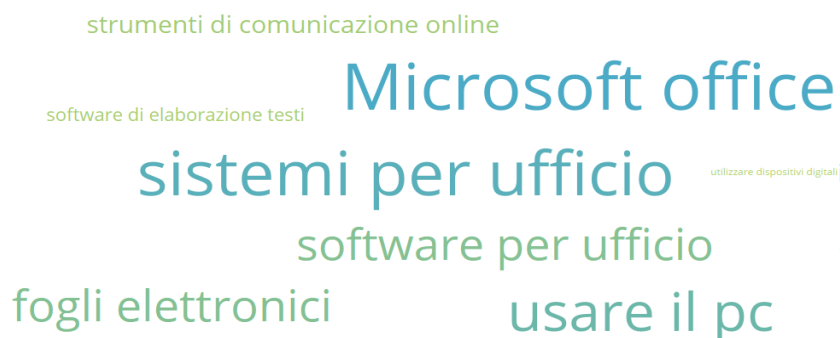 strumenti di comunicazione online
Microsoft office
software di elaborazione testi
sistemi per ufficio
utilizzare dispositivi digitali
software per ufficio
fogli elettronici
usare il pc